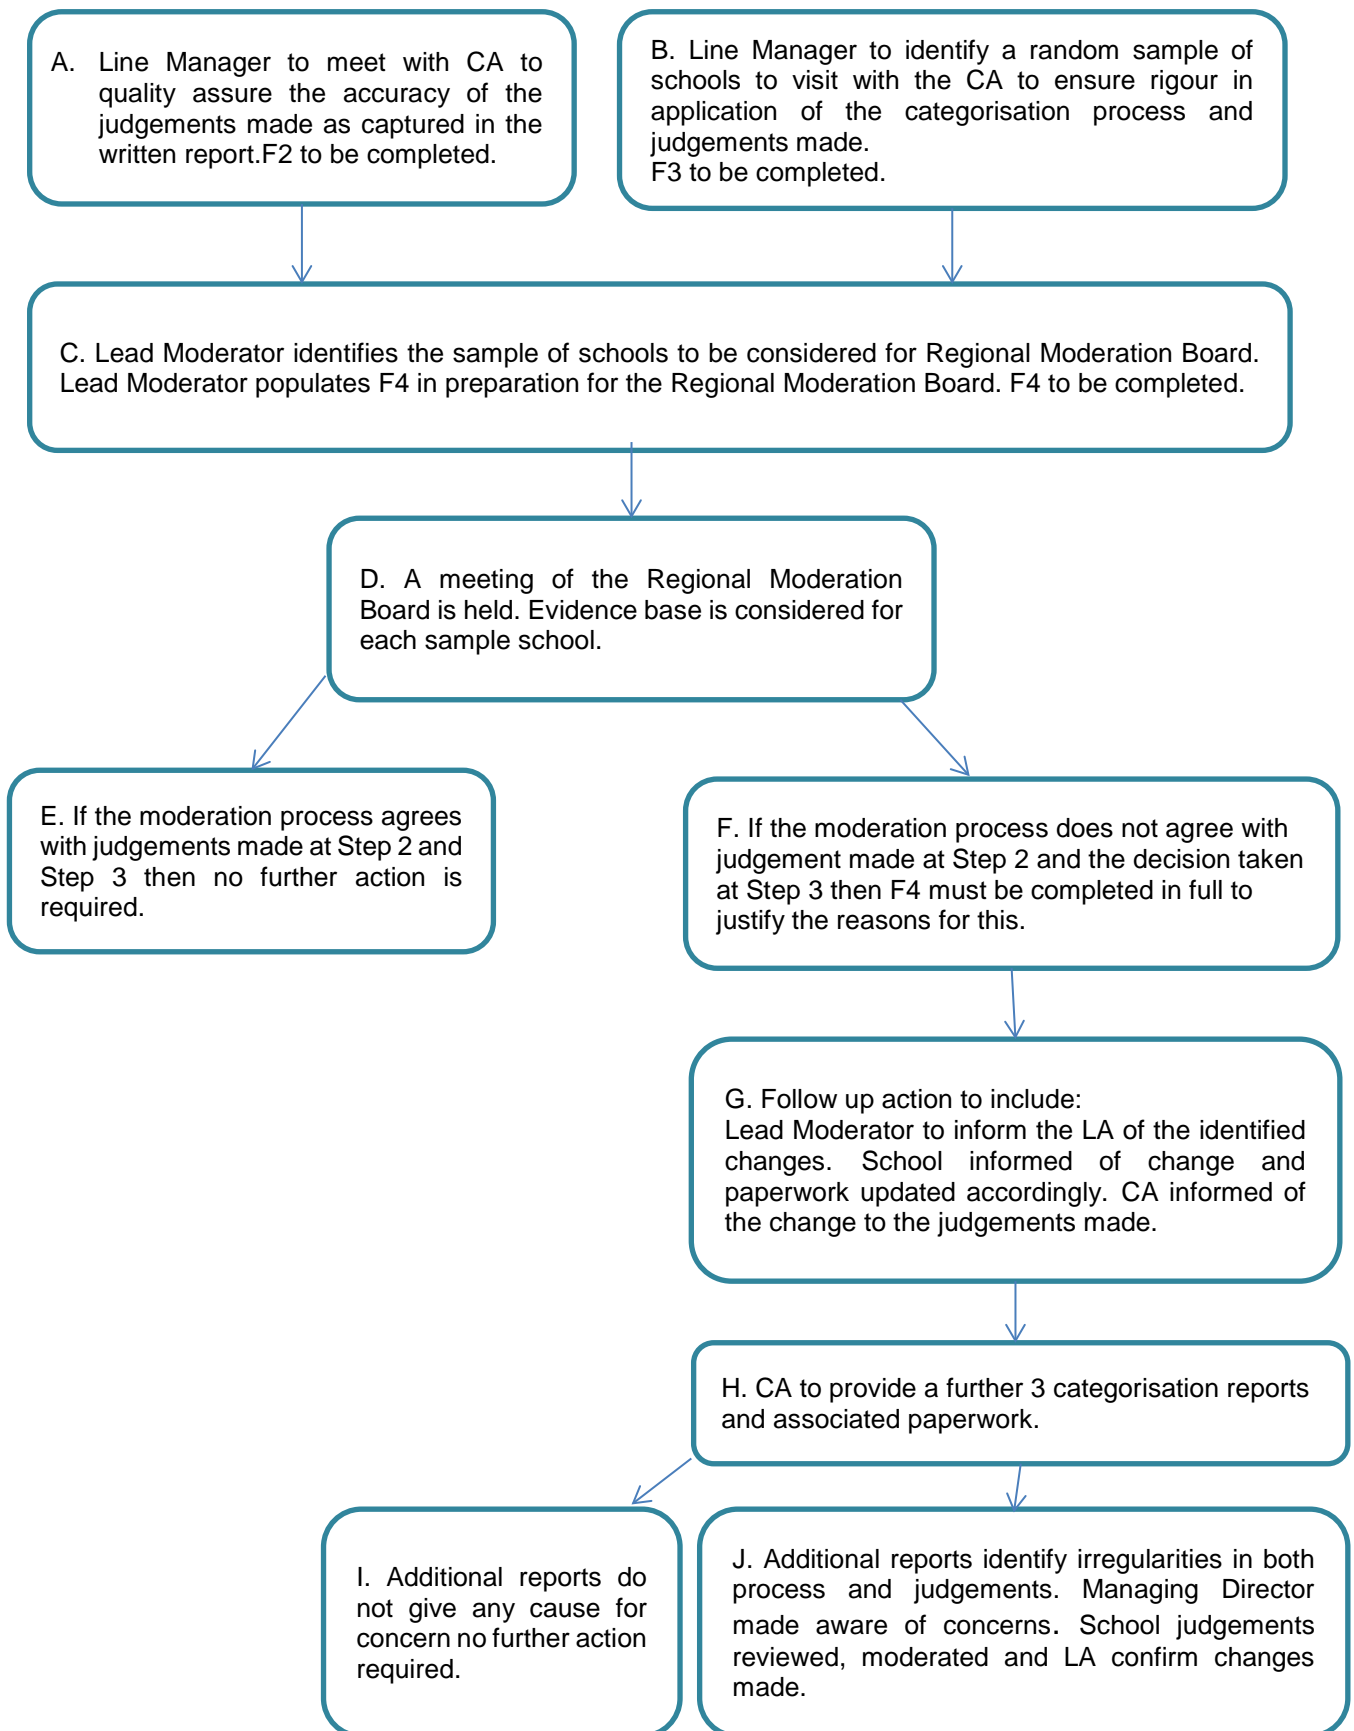 A. Line Manager to meet with CA to
quality assure the accuracy of the
judgements made as captured in the
written report.F2 to be completed.
B. Line Manager to identify a random sample of
schools to visit with the CA to ensure rigour in
application of the categorisation process and
judgements made.
F3 to be completed.
C. Lead Moderator identifies the sample of schools to be considered for Regional Moderation Board.
Lead Moderator populates F4 in preparation for the Regional Moderation Board. F4 to be completed.
D. A meeting of the Regional Moderation
Board is held. Evidence base is considered for
each sample school.
E. If the moderation process agrees
with judgements made at Step 2 and
Step 3 then no further action is
required.
F. If the moderation process does not agree with
judgement made at Step 2 and the decision taken
at Step 3 then F4 must be completed in full to
justify the reasons for this.
G. Follow up action to include:
Lead Moderator to inform the LA of the identified
changes. School informed of change and
paperwork updated accordingly. CA informed of
the change to the judgements made.
H. CA to provide a further 3 categorisation reports
and associated paperwork.
I. Additional reports do
not give any cause for
concern no further action
required.
J. Additional reports identify irregularities in both
process and judgements. Managing Director
made aware of concerns. School judgements
reviewed, moderated and LA confirm changes
made.